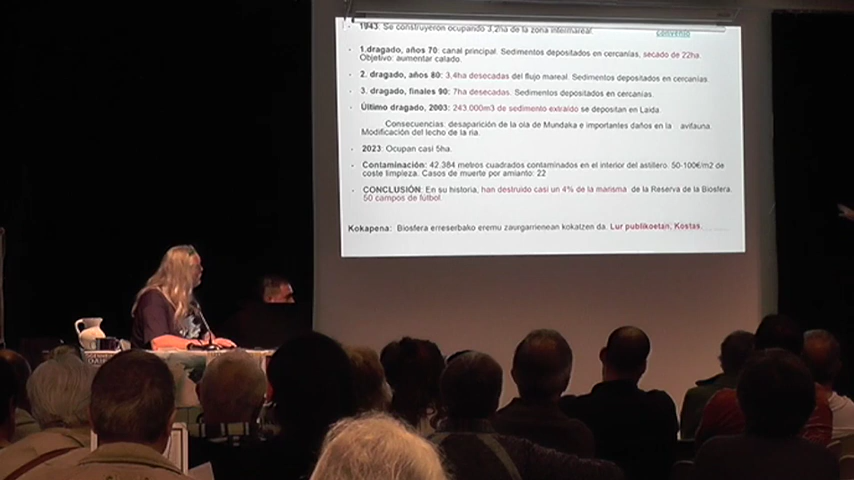 - 1943: Se construyeron ocupando 3,2ha de la zona intermareal. convenio
- 1.dragado, años 70: canal principal. Sedimentos depositados en cercanías, secado de 22ha.
Objetivo: aumentar calado.
- 2. dragado, años 80: 3,4ha desecadas del flujo mareal. Sedimentos depositados en cercanías.
- 3. dragado, finales 90: 7ha desecadas. Sedimentos depositados en cercanías.
- Último dragado, 2003: 243.000m3 de sedimento extraído se depositan en Laida.
Consecuencias: desaparición de la ola de Mundaka e importantes daños en la avifauna.
Modificación del lecho de la ría.
- 2023: Ocupan casi 5ha.
- Contaminación: 42.384 metros cuadrados contaminados en el interior del astillero. 50-100€/m2 de
coste limpieza. Casos de muerte por amianto: 22
- CONCLUSIÓN: En su historia, han destruido casi un 4% de la marisma de la Reserva de la Biosfera.
50 campos de fútbol.
Kokapena: Biosfera erreserbako eremu zaurgarrienean kokatzen da. Lur publikoetan, Kostas.